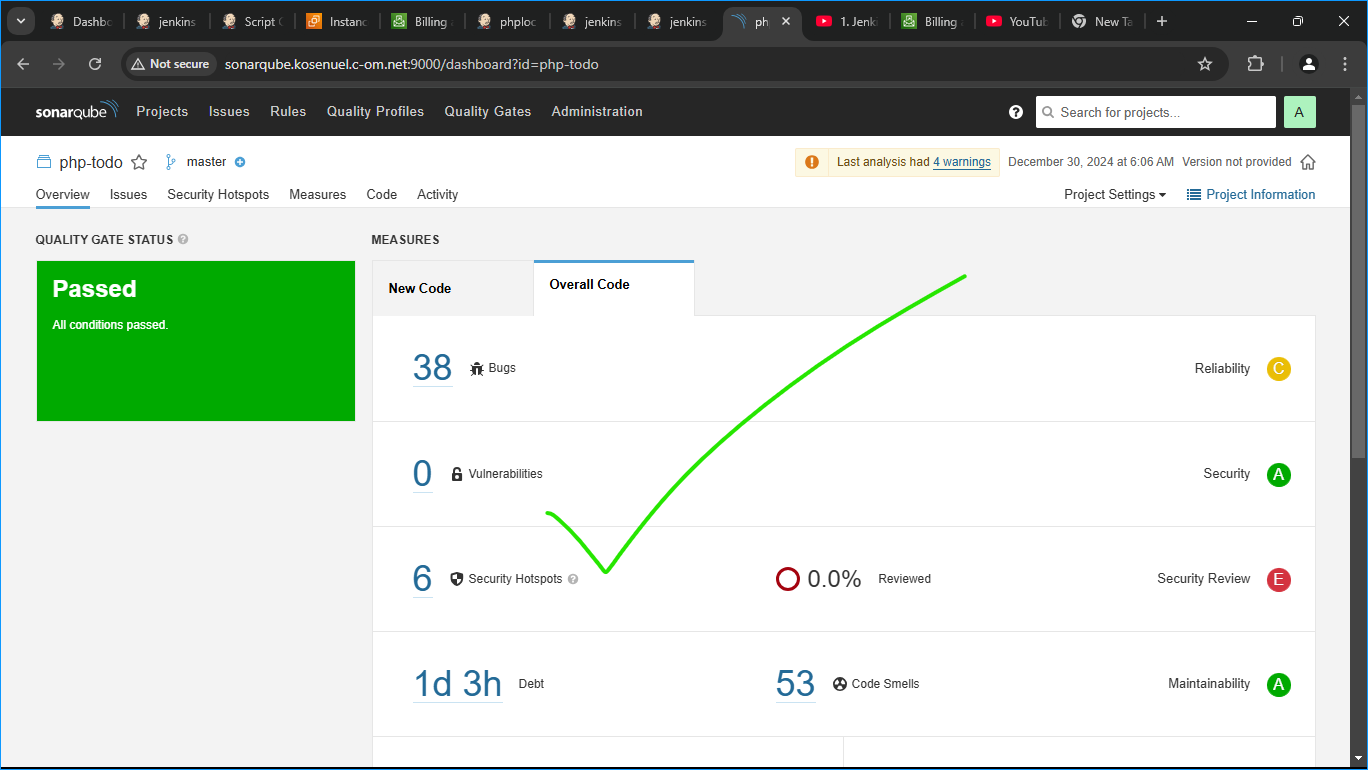 Dashbo
jenkins
Script C
Instanc
Billing a
phploc
jenkins
jenkins
ph
1. Jenki
Billing a
YouTub
New Ta
Not secure
sonarqube.kosenuel.c-om.net:9000/dashboard?id=php-todo
sonarqube
Projects
Issues
Rules
Quality Profiles
Quality Gates
Administration
Search for projects...
A
php-todo
master
Last analysis had 4 warnings
December 30, 2024 at 6:06 AM
Version not provided
Overview
Issues
Security Hotspots
Measures
Code
Activity
Project Settings
Project Information
QUALITY GATE STATUS
MEASURES
Passed
All conditions passed.
New Code
Overall Code
38 Bugs
Reliability C
0 Vulnerabilities
Security A
6 Security Hotspots
0.0% Reviewed
Security Review E
1d 3h Debt
53 Code Smells
Maintainability A